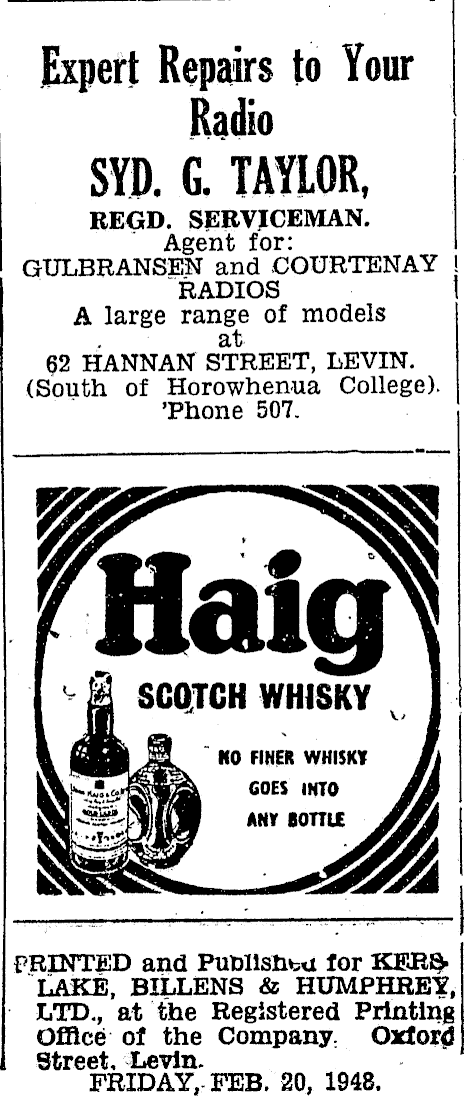 Expert Repairs to Your
Radio
SYD. G. TAYLOR,
REGD. SERVICEMAN.
Agent for:
GULBRANSEN and COURTENAY
RADIOS
A large range of models
at
62 HANNAN STREET, LEVIN.
(South of Horowhenua College).
'Phone 507.
Haig
SCOTCH WHISKY
NO FINER WHISKY
GOES INTO
ANY BOTTLE
HAIG & CO.
PRINTED and Published for KERS-
LAKE, BILLENS & HUMPHREY,
LTD., at the Registered Printing
Office of the Company. Oxford
Street, Levin.
FRIDAY, FEB. 20, 1948.